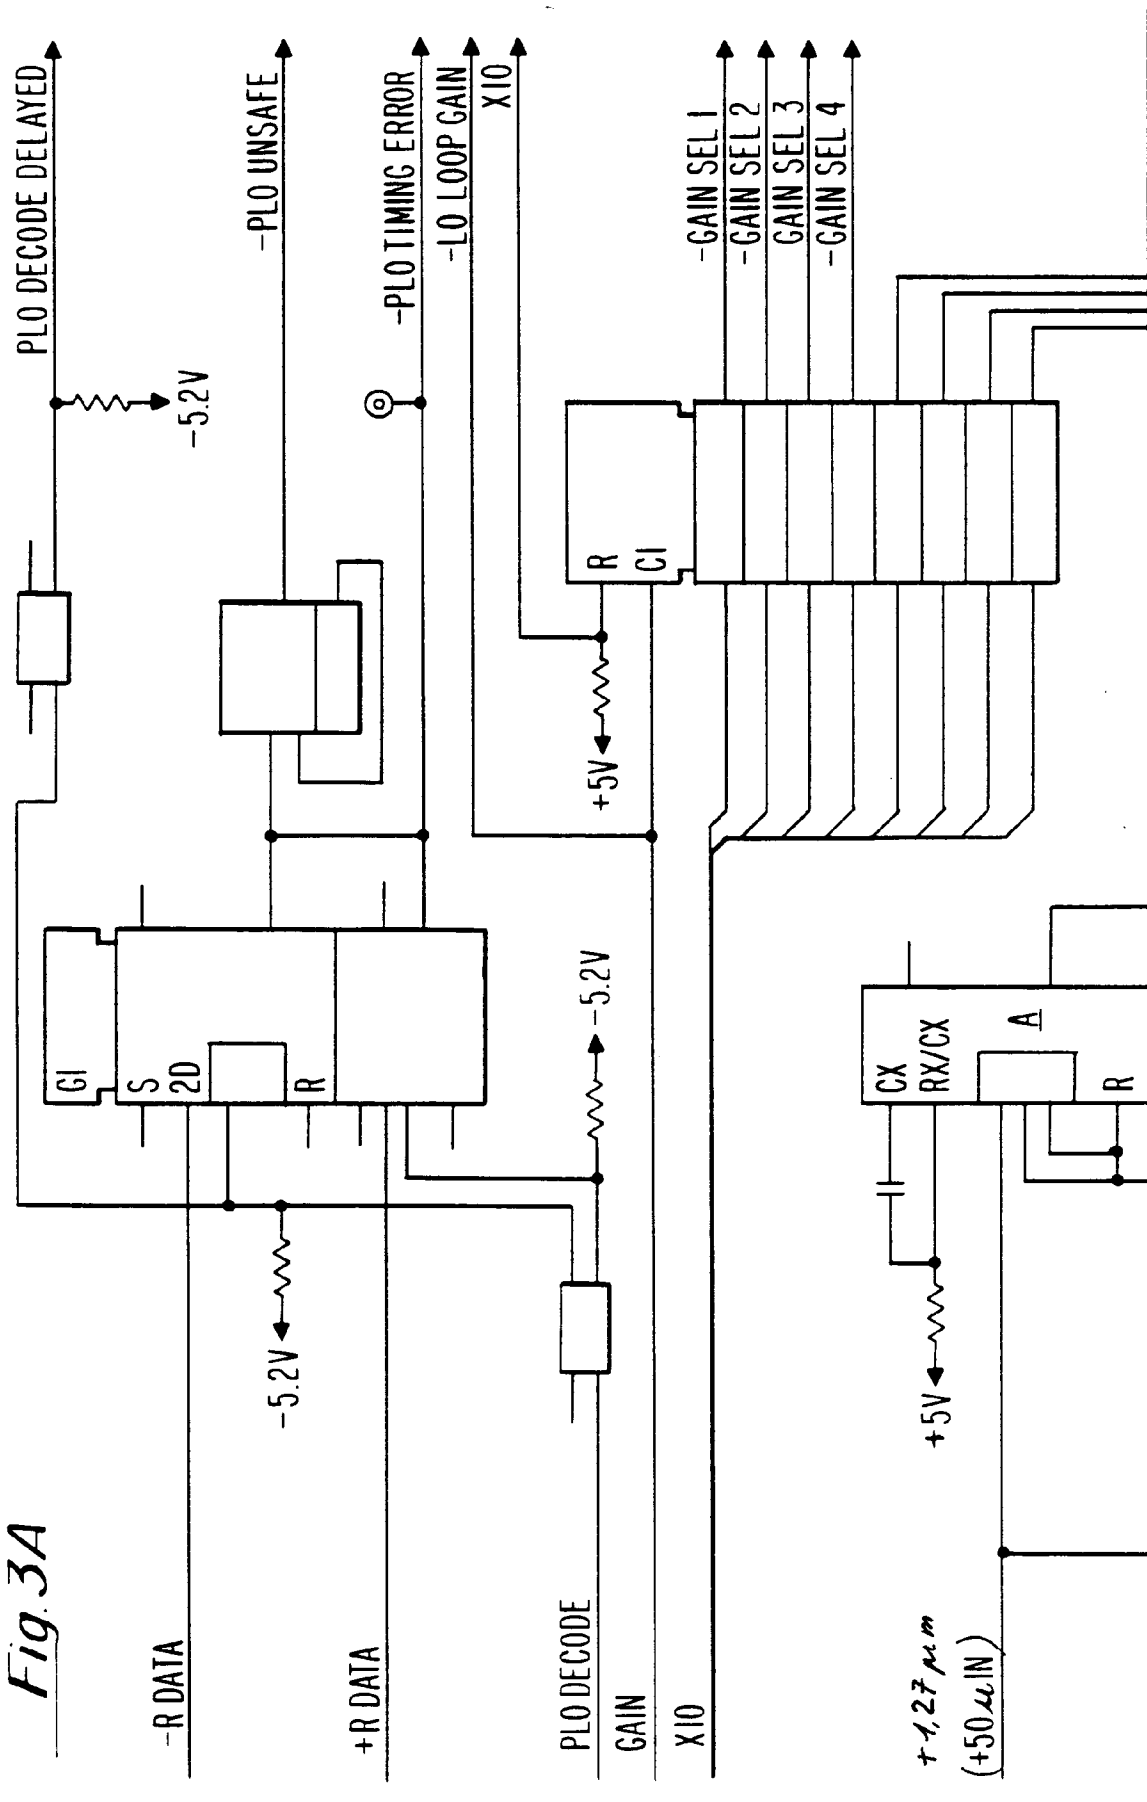 Fig. 3A
PLO DECODE DELAYED
-5.2V
-PLO UNSAFE
-PLO TIMING ERROR
-LO LOOP GAIN
X10
-GAIN SEL 1
-GAIN SEL 2
GAIN SEL 3
-GAIN SEL 4
G1
S
2D
R
-5.2V
-5.2V
R
C1
+5V
-R DATA
+R DATA
PLO DECODE
GAIN
X10
CX
RX/CX
A
R
+5V
+1,27 µm
(+50 µIN)